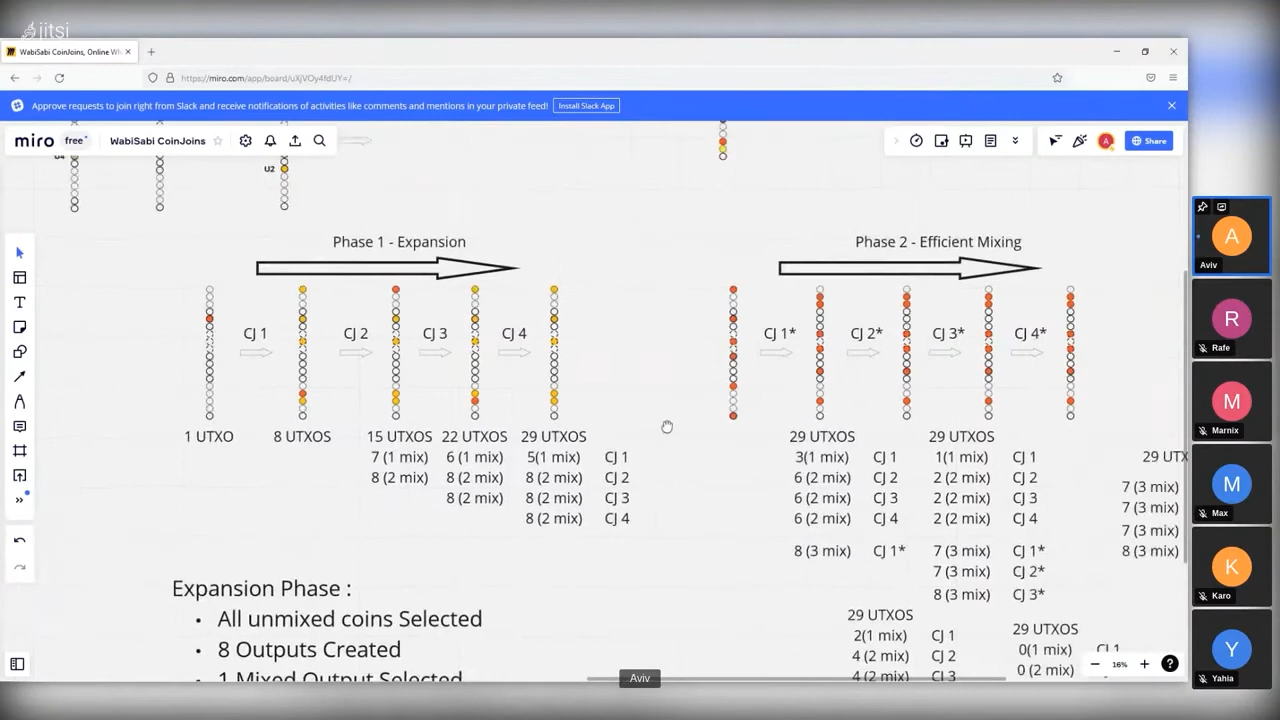 jitsi
WabiSabi CoinJoins, Online Wh
https://miro.com/app/board/uXjVOy4fdUY=/
Approve requests to join right from Slack and receive notifications of activities like comments and mentions in your private feed!
Install Slack App
miro
free
WabiSabi CoinJoins
A
Share
U2
Phase 1 - Expansion
Phase 2 - Efficient Mixing
CJ 1
CJ 2
CJ 3
CJ 4
CJ 1*
CJ 2*
CJ 3*
CJ 4*
1 UTXO
8 UTXOS
15 UTXOS
7 (1 mix)
8 (2 mix)
22 UTXOS
6 (1 mix)
8 (2 mix)
8 (2 mix)
29 UTXOS
5(1 mix) CJ 1
8 (2 mix) CJ 2
8 (2 mix) CJ 3
8 (2 mix) CJ 4
29 UTXOS
3(1 mix) CJ 1
6 (2 mix) CJ 2
6 (2 mix) CJ 3
6 (2 mix) CJ 4
8 (3 mix) CJ 1*
29 UTXOS
1(1 mix) CJ 1
2 (2 mix) CJ 2
2 (2 mix) CJ 3
2 (2 mix) CJ 4
7 (3 mix) CJ 1*
7 (3 mix) CJ 2*
8 (3 mix) CJ 3*
29 UTX
7 (3 mix)
7 (3 mix)
7 (3 mix)
8 (3 mix)
29 UTXOS
2(1 mix) CJ 1
4 (2 mix) CJ 2
4 (2 mix) CJ 3
29 UTXOS
0(1 mix) CJ 1
0 (2 mix)
Expansion Phase :
• All unmixed coins Selected
• 8 Outputs Created
• 1 Mixed Output Selected
16%
Aviv
A
Aviv
R
Rafe
M
Marnix
M
Max
K
Karo
Y
Yahia